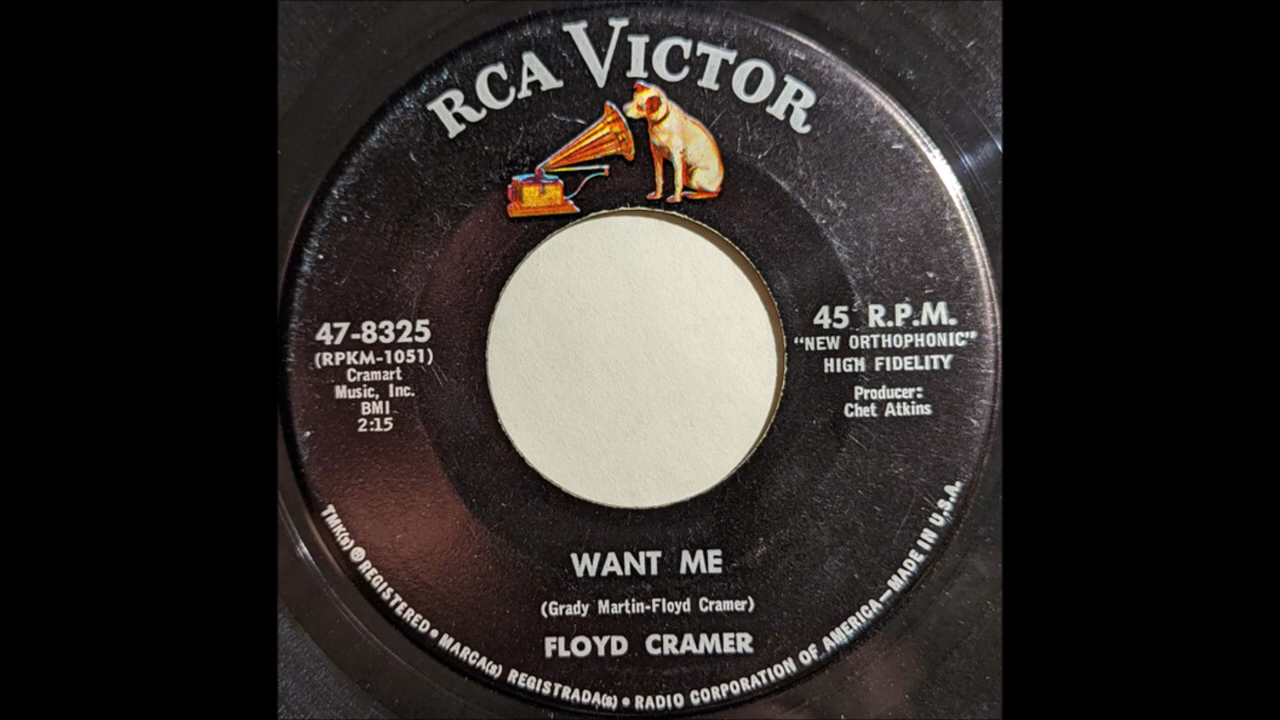 RCA VICTOR
47-8325
(RPKM-1051)
Cramart
Music, Inc.
BMI
2:15
45 R.P.M.
"NEW ORTHOPHONIC"
HIGH FIDELITY
Producer:
Chet Atkins
WANT ME
(Grady Martin-Floyd Cramer)
FLOYD CRAMER
TMK(s) ® REGISTERED • MARCA(s) REGISTRADA(s) • RADIO CORPORATION OF AMERICA—MADE IN U.S.A.